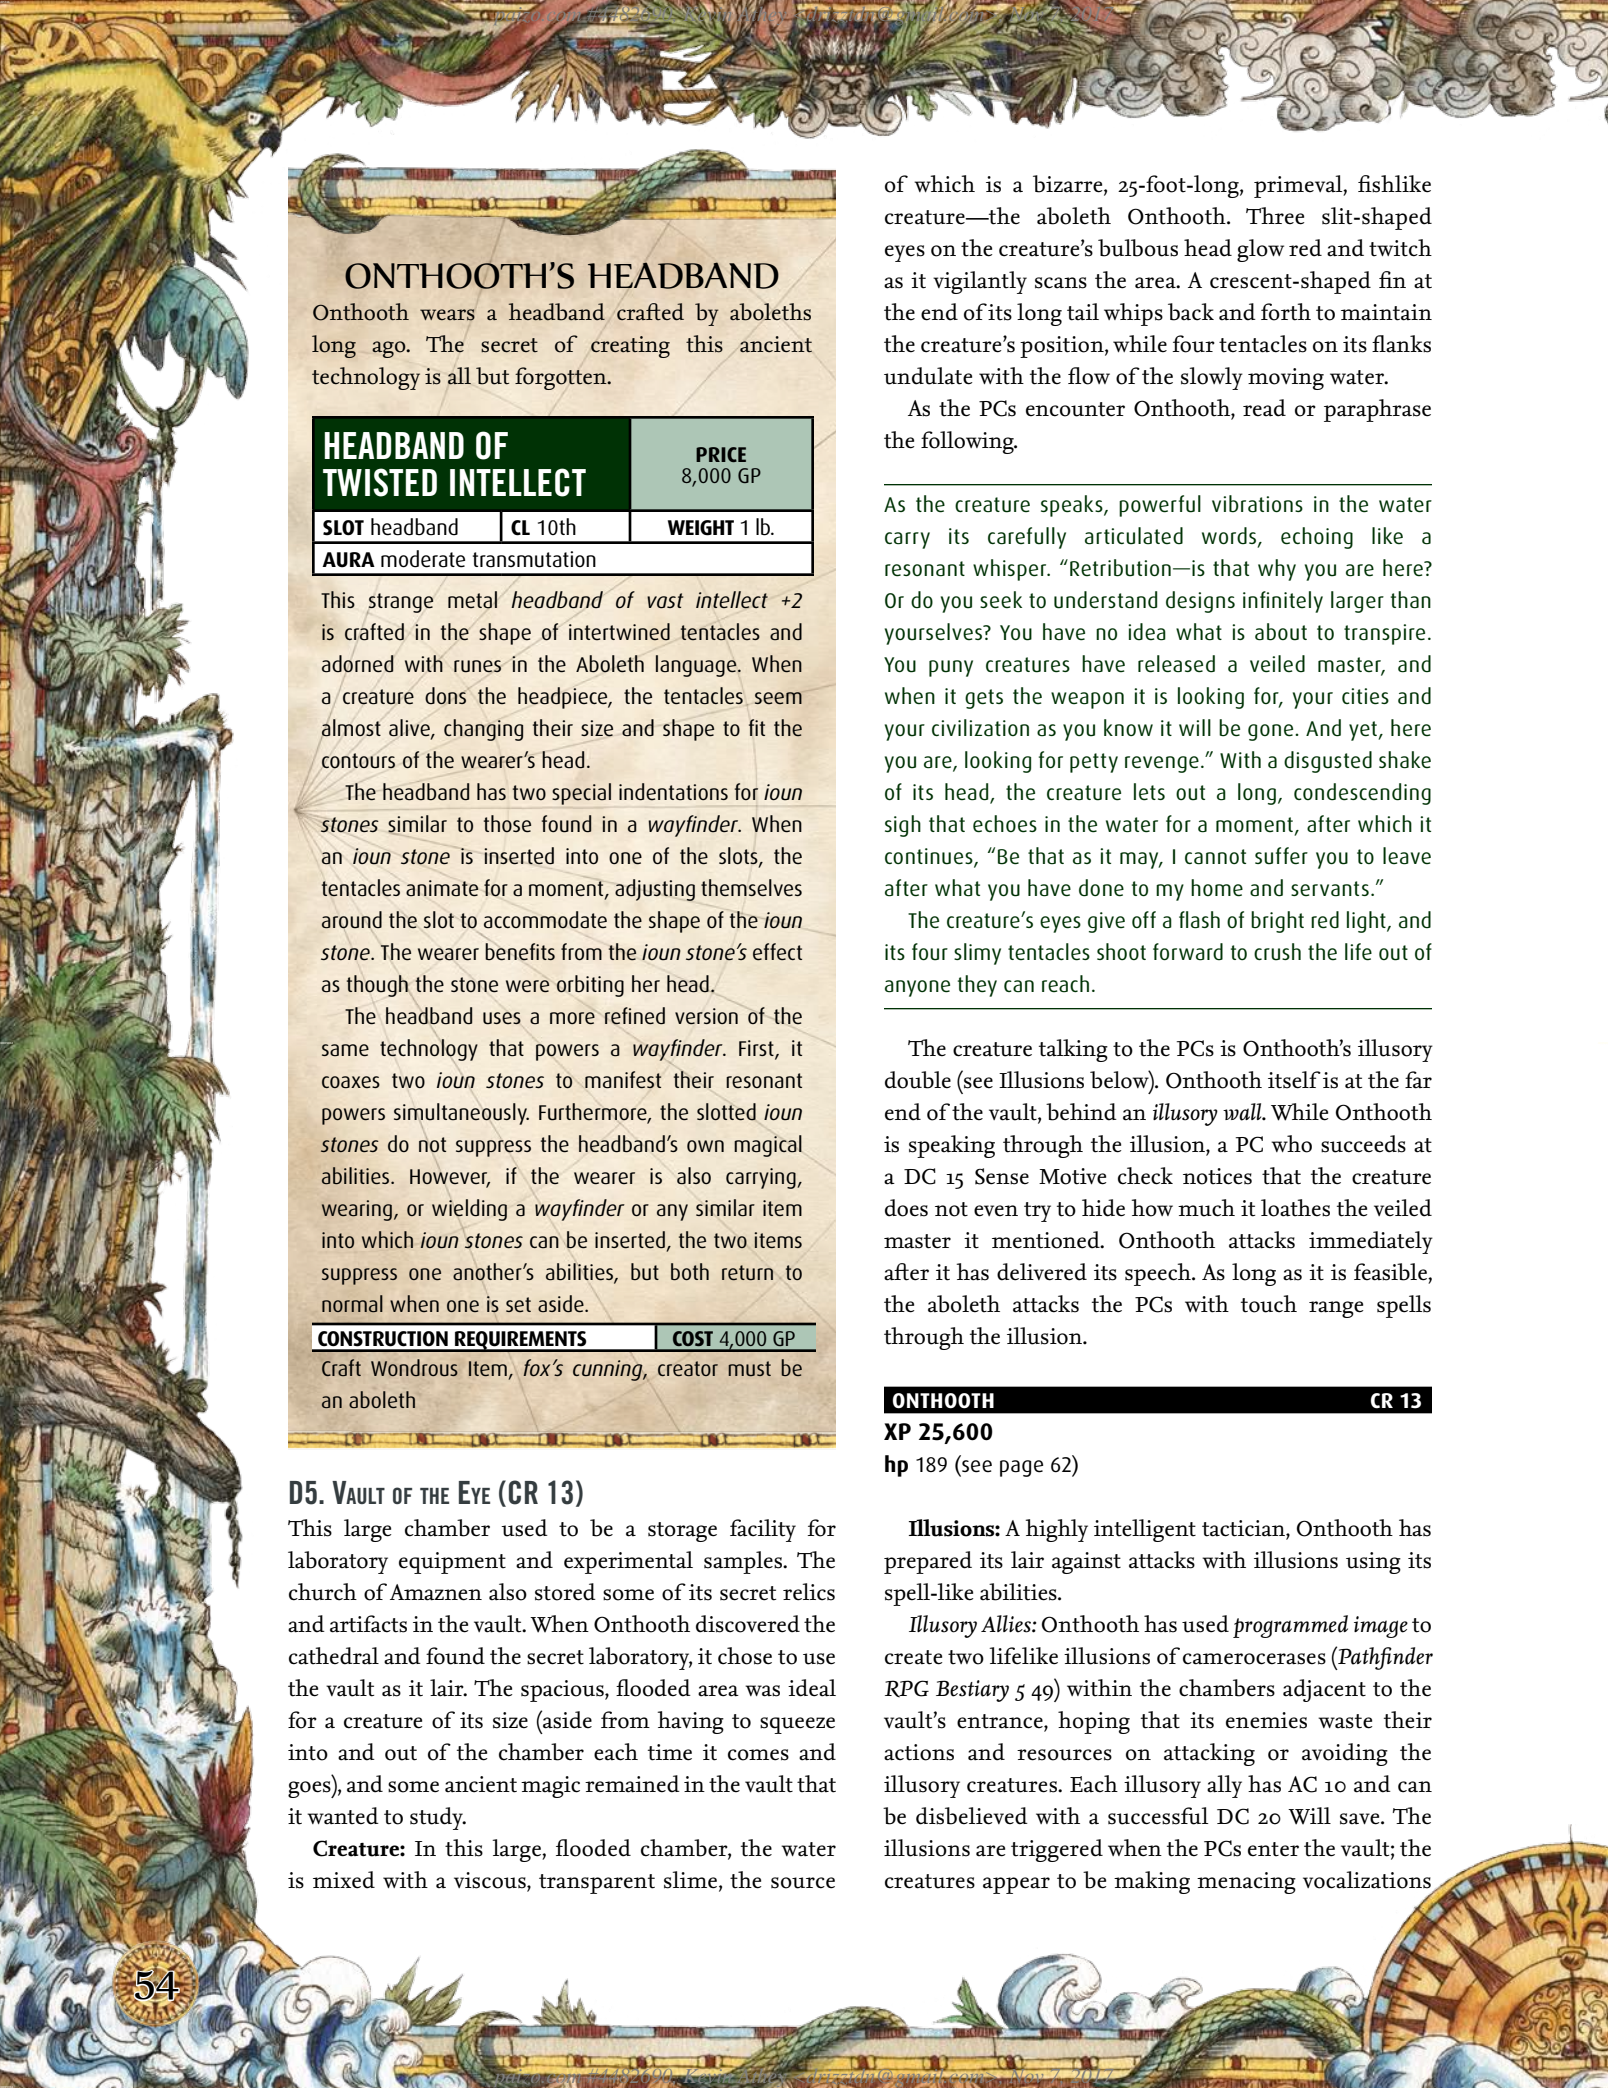 ONTHOOTH'S HEADBAND
Onthooth wears a headband crafted by aboleths
long ago. The secret of creating this ancient
technology is all but forgotten.
HEADBAND OF
TWISTED INTELLECT
PRICE
8,000 GP
SLOT headband
CL 10th
WEIGHT 1 lb.
AURA moderate transmutation
This strange metal headband of vast intellect +2
is crafted in the shape of intertwined tentacles and
adorned with runes in the Aboleth language. When
a creature dons the headpiece, the tentacles seem
almost alive, changing their size and shape to fit the
contours of the wearer's head.
The headband has two special indentations for ioun
stones similar to those found in a wayfinder. When
an ioun stone is inserted into one of the slots, the
tentacles animate for a moment, adjusting themselves
around the slot to accommodate the shape of the ioun
stone. The wearer benefits from the ioun stone's effect
as though the stone were orbiting her head.
The headband uses a more refined version of the
same technology that powers a wayfinder. First, it
coaxes two ioun stones to manifest their resonant
powers simultaneously. Furthermore, the slotted ioun
stones do not suppress the headband's own magical
abilities. However, if the wearer is also carrying,
wearing, or wielding a wayfinder or any similar item
into which ioun stones can be inserted, the two items
suppress one another's abilities, but both return to
normal when one is set aside.
CONSTRUCTION REQUIREMENTS
COST 4,000 GP
Craft Wondrous Item, fox's cunning, creator must be
an aboleth
D5. Vault of the Eye (CR 13)
This large chamber used to be a storage facility for
laboratory equipment and experimental samples. The
church of Amaznen also stored some of its secret relics
and artifacts in the vault. When Onthooth discovered the
cathedral and found the secret laboratory, it chose to use
the vault as it lair. The spacious, flooded area was ideal
for a creature of its size (aside from having to squeeze
into and out of the chamber each time it comes and
goes), and some ancient magic remained in the vault that
it wanted to study.
Creature: In this large, flooded chamber, the water
is mixed with a viscous, transparent slime, the source
of which is a bizarre, 25-foot-long, primeval, fishlike
creature—the aboleth Onthooth. Three slit-shaped
eyes on the creature's bulbous head glow red and twitch
as it vigilantly scans the area. A crescent-shaped fin at
the end of its long tail whips back and forth to maintain
the creature's position, while four tentacles on its flanks
undulate with the flow of the slowly moving water.
As the PCs encounter Onthooth, read or paraphrase
the following.
As the creature speaks, powerful vibrations in the water
carry its carefully articulated words, echoing like a
resonant whisper. "Retribution—is that why you are here?
Or do you seek to understand designs infinitely larger than
yourselves? You have no idea what is about to transpire.
You puny creatures have released a veiled master, and
when it gets the weapon it is looking for, your cities and
your civilization as you know it will be gone. And yet, here
you are, looking for petty revenge." With a disgusted shake
of its head, the creature lets out a long, condescending
sigh that echoes in the water for a moment, after which it
continues, "Be that as it may, I cannot suffer you to leave
after what you have done to my home and servants."
The creature's eyes give off a flash of bright red light, and
its four slimy tentacles shoot forward to crush the life out of
anyone they can reach.
The creature talking to the PCs is Onthooth's illusory
double (see Illusions below). Onthooth itself is at the far
end of the vault, behind an illusory wall. While Onthooth
is speaking through the illusion, a PC who succeeds at
a DC 15 Sense Motive check notices that the creature
does not even try to hide how much it loathes the veiled
master it mentioned. Onthooth attacks immediately
after it has delivered its speech. As long as it is feasible,
the aboleth attacks the PCs with touch range spells
through the illusion.
ONTHOOTH CR 13
XP 25,600
hp 189 (see page 62)
Illusions: A highly intelligent tactician, Onthooth has
prepared its lair against attacks with illusions using its
spell-like abilities.
Illusory Allies: Onthooth has used programmed image to
create two lifelike illusions of camerocerases (Pathfinder
RPG Bestiary 5 49) within the chambers adjacent to the
vault's entrance, hoping that its enemies waste their
actions and resources on attacking or avoiding the
illusory creatures. Each illusory ally has AC 10 and can
be disbelieved with a successful DC 20 Will save. The
illusions are triggered when the PCs enter the vault; the
creatures appear to be making menacing vocalizations
54